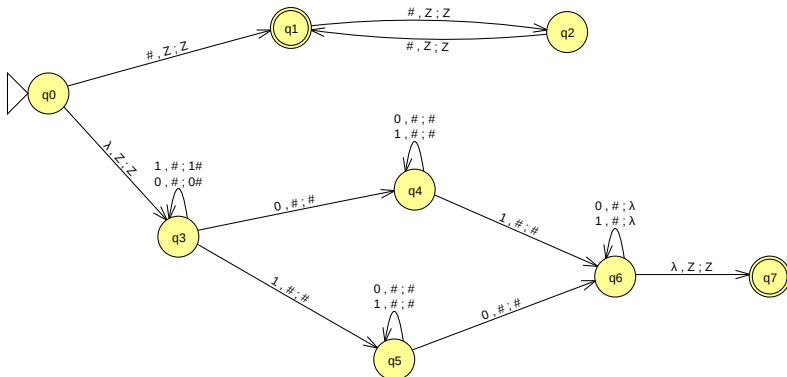 # , Z ; Z
q1
q2
# , Z ; Z
# , Z ; Z
q0
λ , Z ; Z
0 , # ; #
1 , # ; #
1 , # ; 1#
0 , # ; 0#
q4
0 , # ; #
1 , # ; #
0 , # ; λ
1 , # ; λ
q3
λ , Z ; Z
q6
q7
1 , # ; #
0 , # ; #
1 , # ; #
0 , # ; #
q5